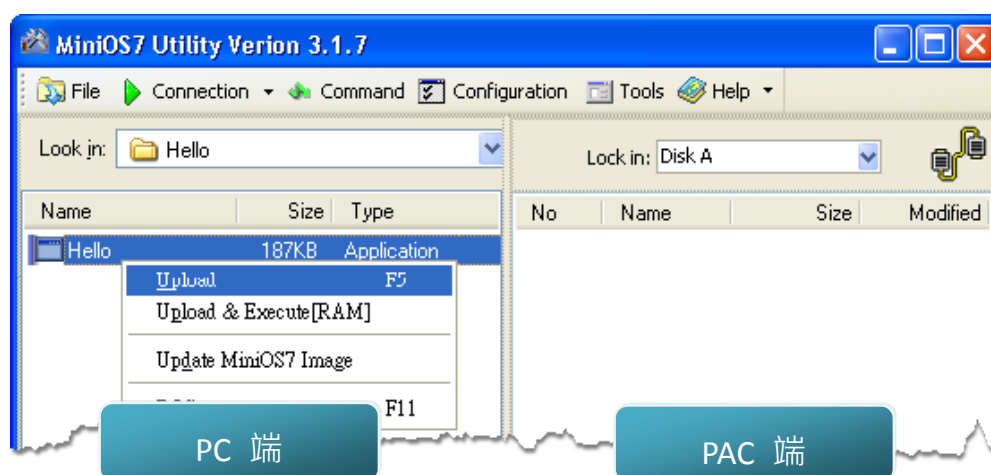 MiniOS7 Utility Verion 3.1.7
File Connection Command Configuration Tools Help
Look in: Hello
Lock in: Disk A
Name Size Type
No Name Size Modified
Hello 187KB Application
Upload F5
Upload & Execute[RAM]
Update MiniOS7 Image
F11
PC 端
PAC 端